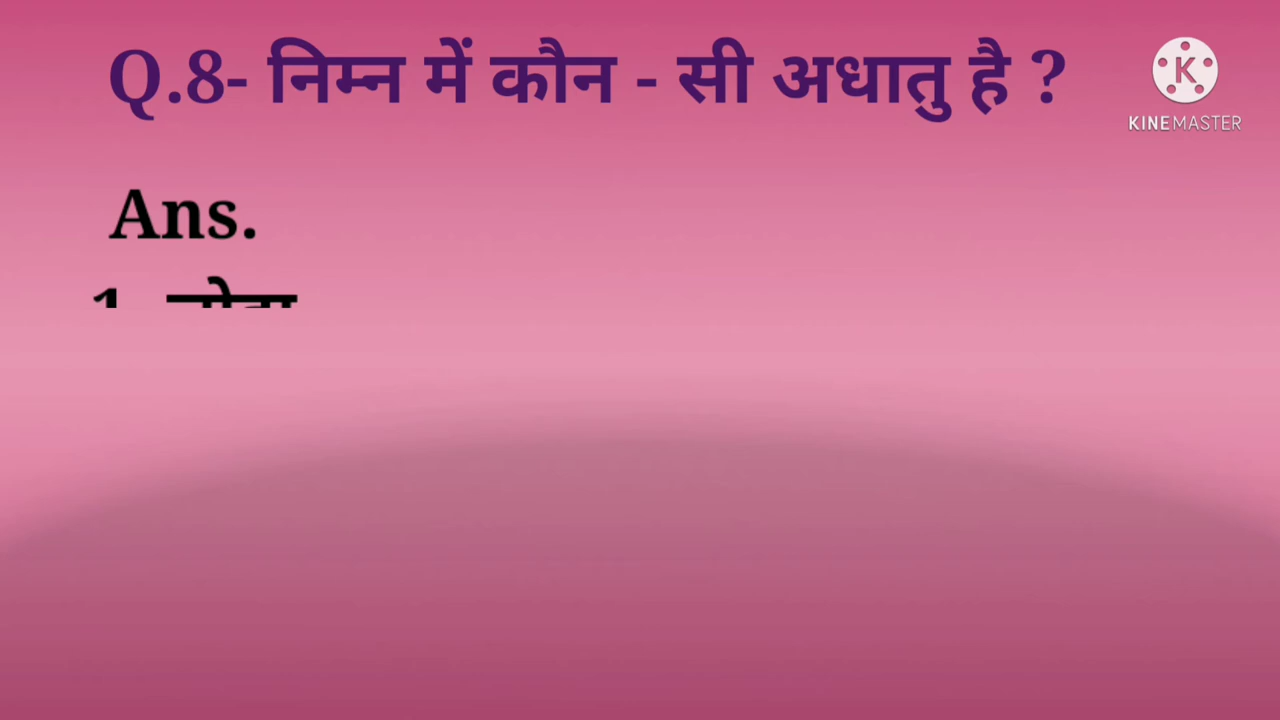 Q.8- निम्न में कौन - सी अधातु है ?
KINEMASTER
Ans.